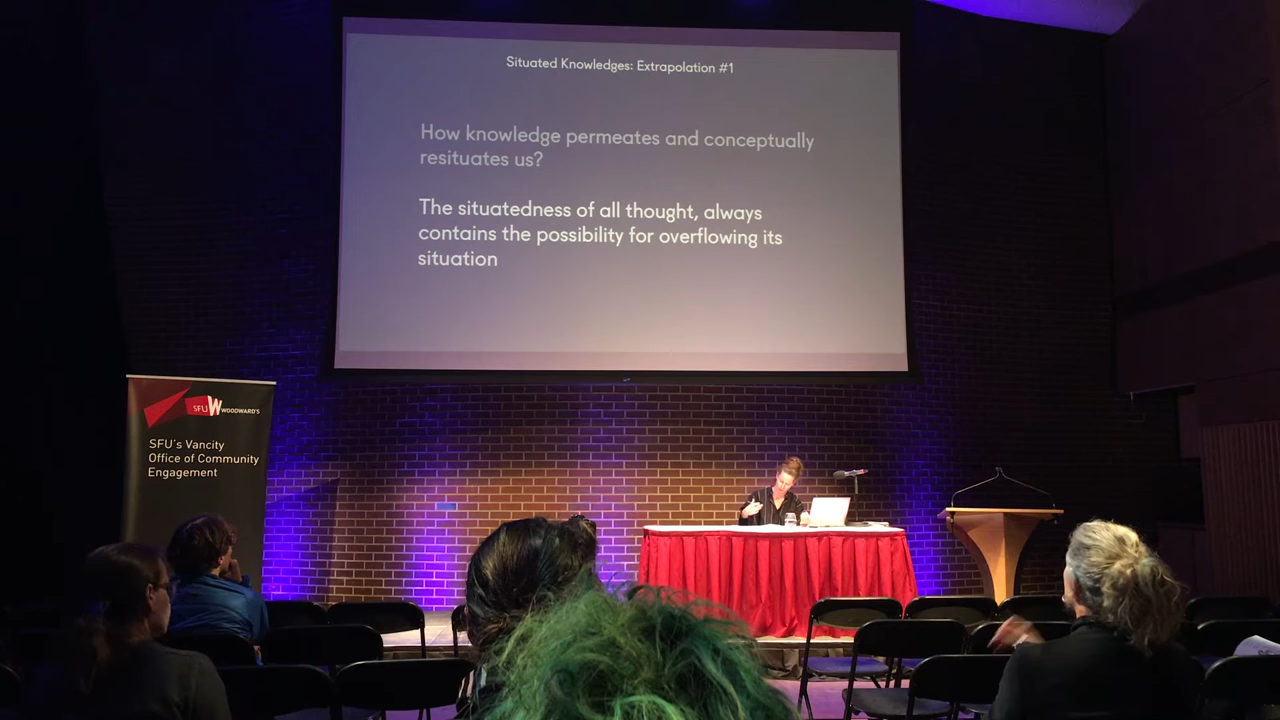 Situated Knowledges: Extrapolation #1
How knowledge permeates and conceptually
resituates us?
The situatedness of all thought, always
contains the possibility for overflowing its
situation
SFU W WOODWARD'S
SFU's Vancity
Office of Community
Engagement